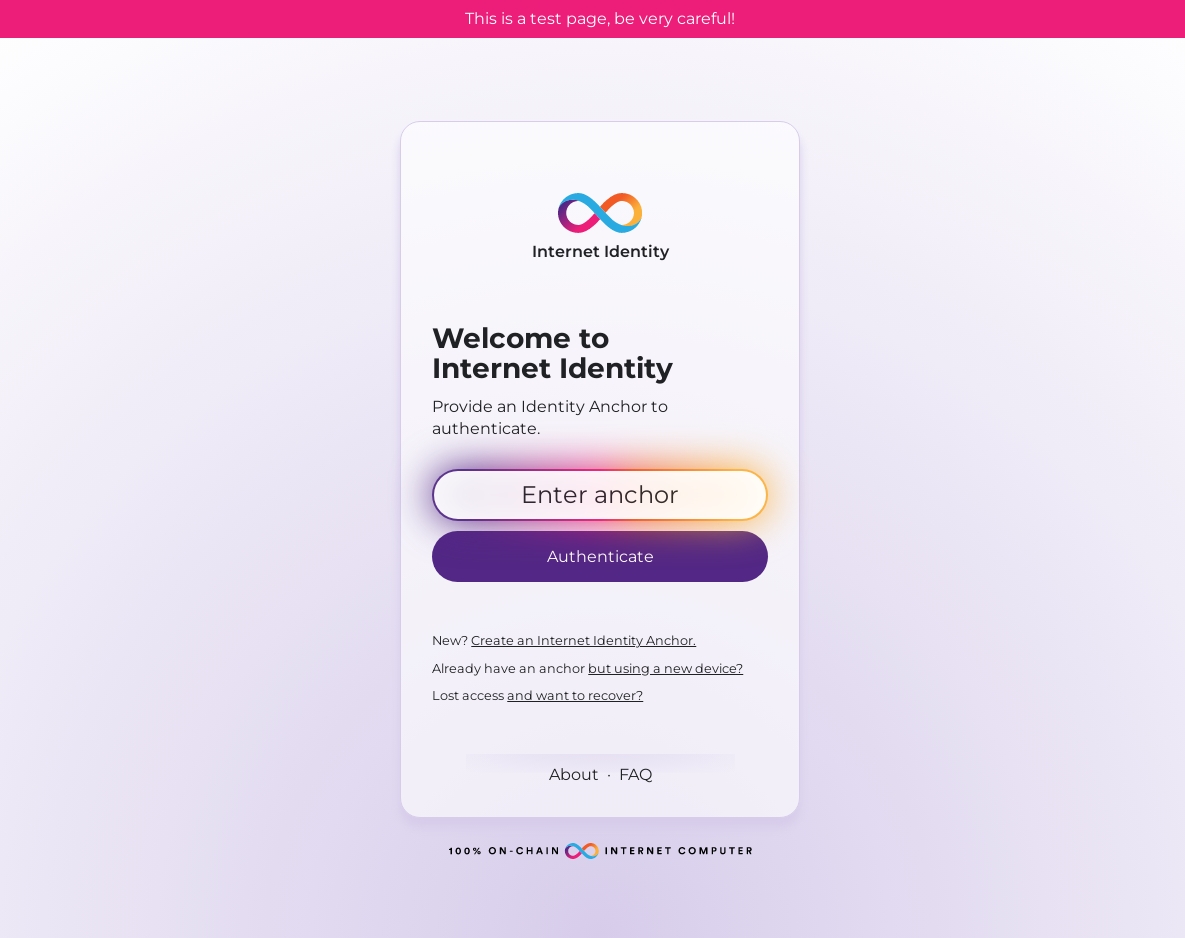 This is a test page, be very careful!
Internet Identity
Welcome to
Internet Identity
Provide an Identity Anchor to
authenticate.
Enter anchor
Authenticate
New? Create an Internet Identity Anchor.
Already have an anchor but using a new device?
Lost access and want to recover?
About · FAQ
100% ON-CHAIN INTERNET COMPUTER